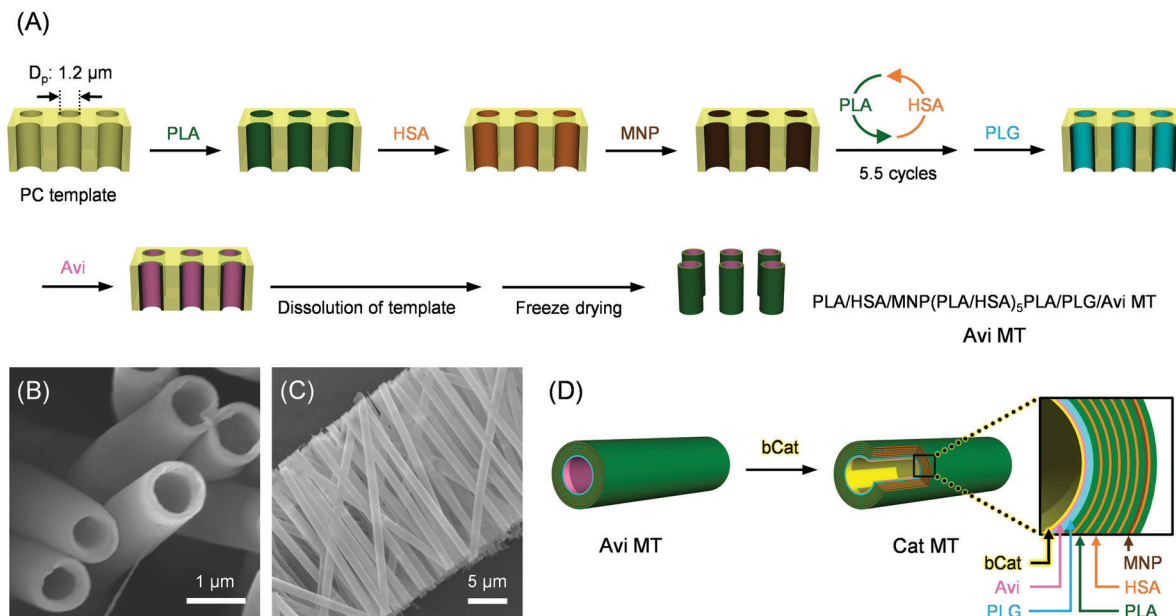 (A)
Dp: 1.2 µm
PC template
PLA
HSA
MNP
PLA
HSA
5.5 cycles
PLG
Avi
Dissolution of template
Freeze drying
PLA/HSA/MNP(PLA/HSA)5PLA/PLG/Avi MT
Avi MT
(B)
1 µm
(C)
5 µm
(D)
Avi MT
bCat
Cat MT
bCat
Avi
PLG
MNP
HSA
PLA